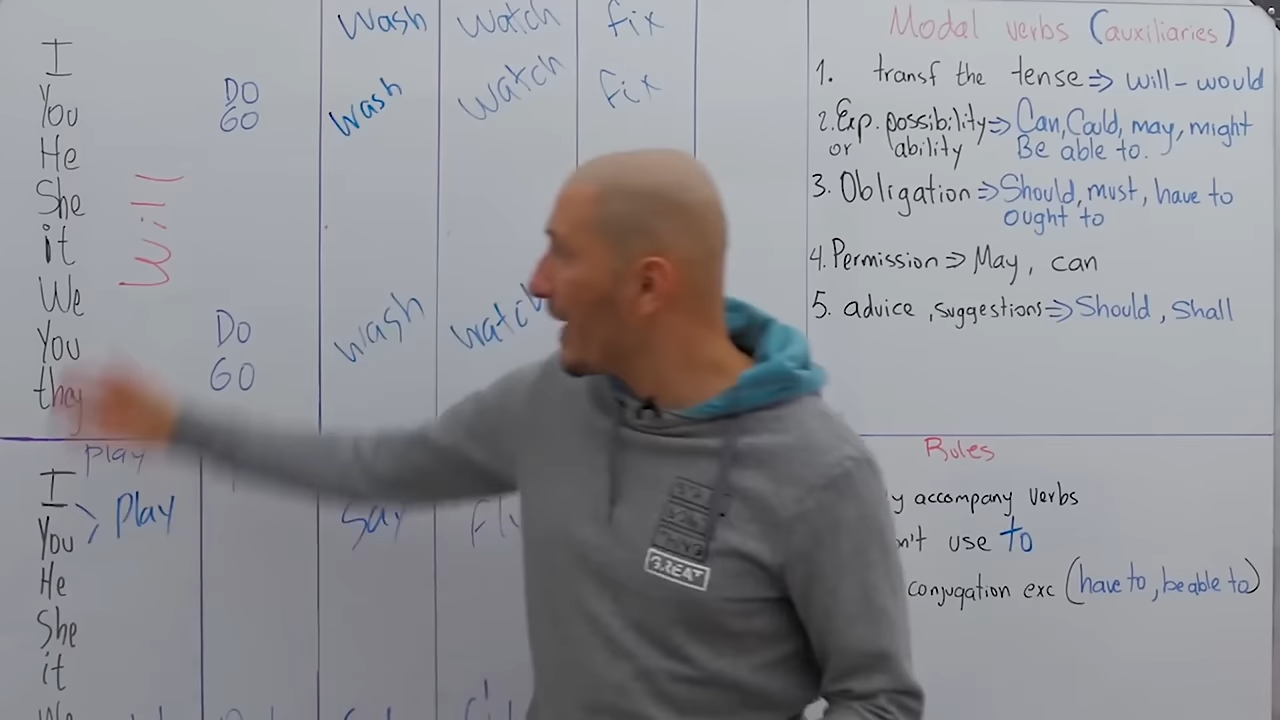 wash watch fix
I
You DO wash watch fix
GO
He
She
it
will
We
You Do wash watch
they GO
play
I
play
You say
He
She
it
Modal verbs (auxiliaries)
1. transf the tense ⇒ will - would
2. Exp. possibility ⇒ Can, Could, may, might
or ability Be able to.
3. Obligation ⇒ Should, must, have to
ought to
4. Permission ⇒ May, can
5. advice, suggestions ⇒ Should, shall
Rules
y accompany verbs
n't use to
conjugation exc (have to, be able to)
GREAT